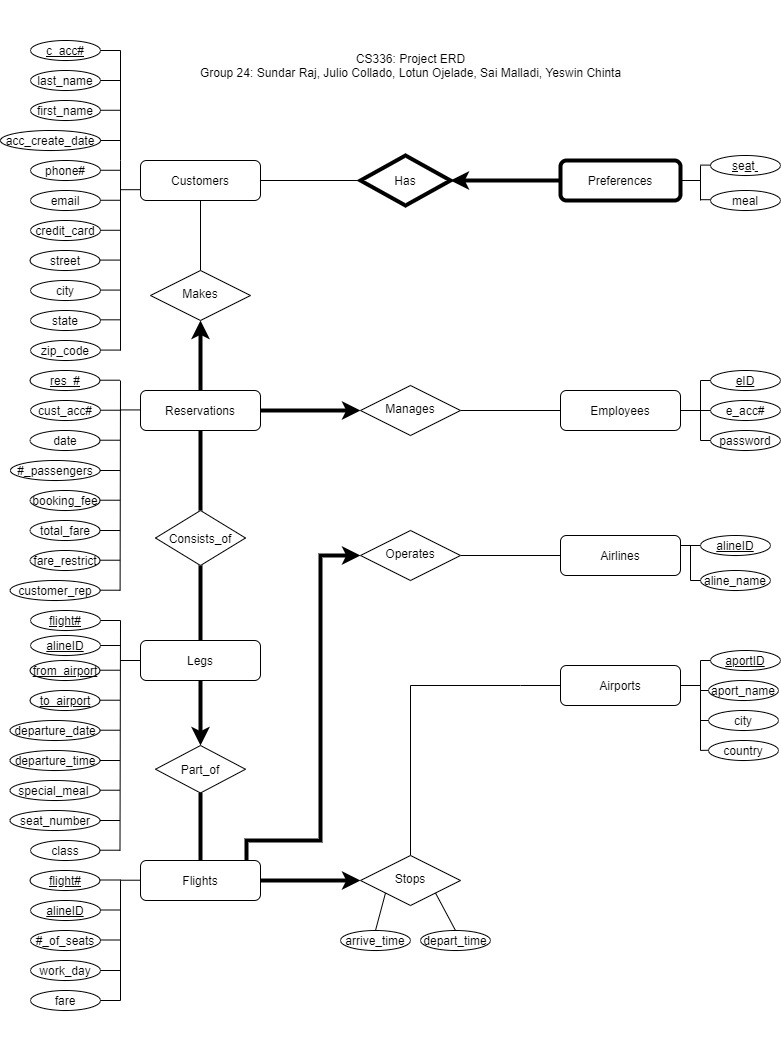 CS336: Project ERD
Group 24: Sundar Raj, Julio Collado, Lotun Ojelade, Sai Malladi, Yeswin Chinta
c_acc#
last_name
first_name
acc_create_date
phone#
email
credit_card
street
city
state
zip_code
Customers
Has
Preferences
seat
meal
Makes
res_#
cust_acc#
date
#_passengers
booking_fee
total_fare
fare_restrict
customer_rep
Reservations
Manages
Employees
eID
e_acc#
password
Consists_of
Operates
Airlines
alineID
aline_name
flight#
alineID
from_airport
to_airport
departure_date
departure_time
special_meal
seat_number
class
Legs
Airports
aportID
aport_name
city
country
Part_of
flight#
alineID
#_of_seats
work_day
fare
Flights
Stops
arrive_time
depart_time